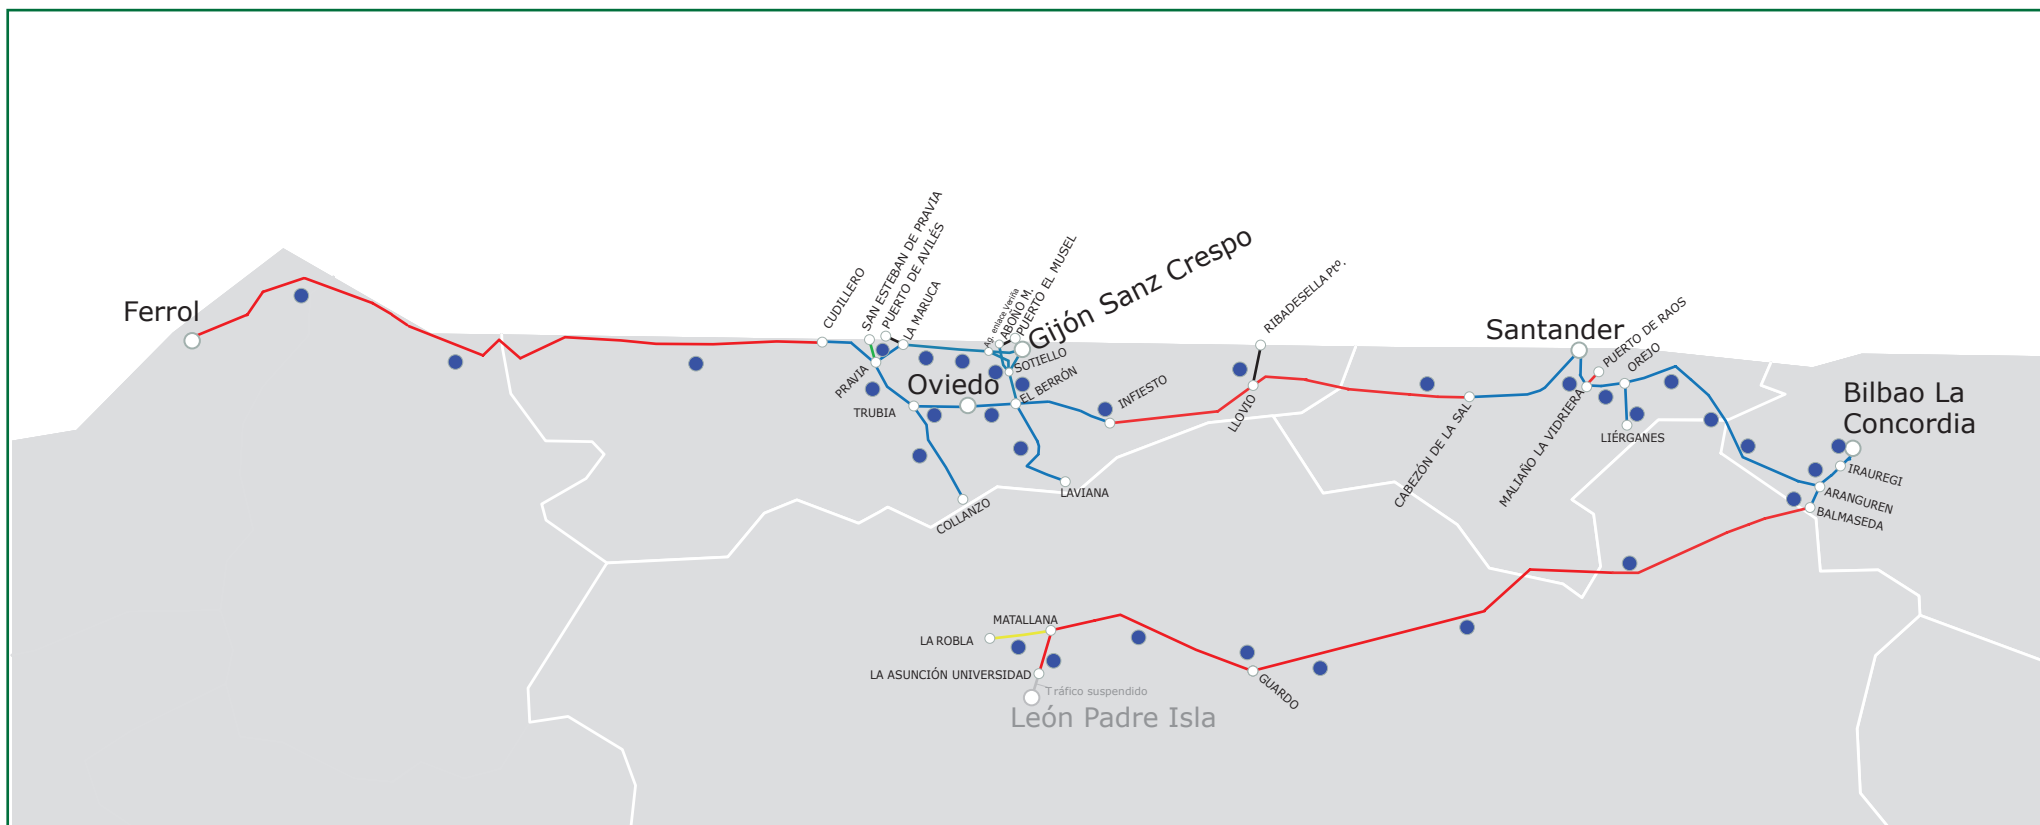 Ferrol
CUDILLERO
SAN ESTEBAN DE PRAVIA
PUERTO DE AVILÉS
LA MARUCA
Ag. enlace Veriña
ABOÑO M.
PUERTO EL MUSEL
Gijón Sanz Crespo
SOTIELLO
PRAVIA
Oviedo
EL BERRÓN
TRUBIA
INFIESTO
COLLANZO
LAVIANA
RIBADESELLA Ptº.
LLOVIO
CABEZÓN DE LA SAL
Santander
PUERTO DE RAOS
OREJO
MALIAÑO LA VIDRIERA
LIÉRGANES
Bilbao La
Concordia
IRAUREGI
ARANGUREN
BALMASEDA
MATALLANA
LA ROBLA
LA ASUNCIÓN UNIVERSIDAD
Tráfico suspendido
León Padre Isla
GUARDO